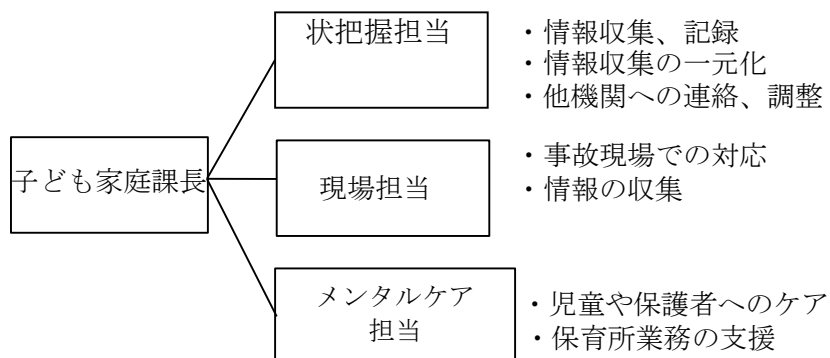 状把握担当
・情報収集、記録
・情報収集の一元化
・他機関への連絡、調整
子ども家庭課長
現場担当
・事故現場での対応
・情報の収集
メンタルケア
担当
・児童や保護者へのケア
・保育所業務の支援